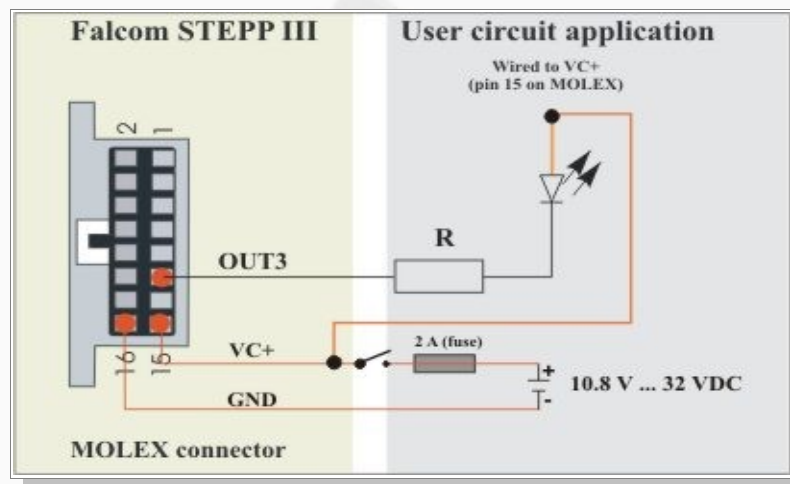 Falcom STEPP III
User circuit application
Wired to VC+
(pin 15 on MOLEX)
2
1
R
OUT3
2 A (fuse)
VC+
16
15
+
10.8 V ... 32 VDC
-
GND
MOLEX connector